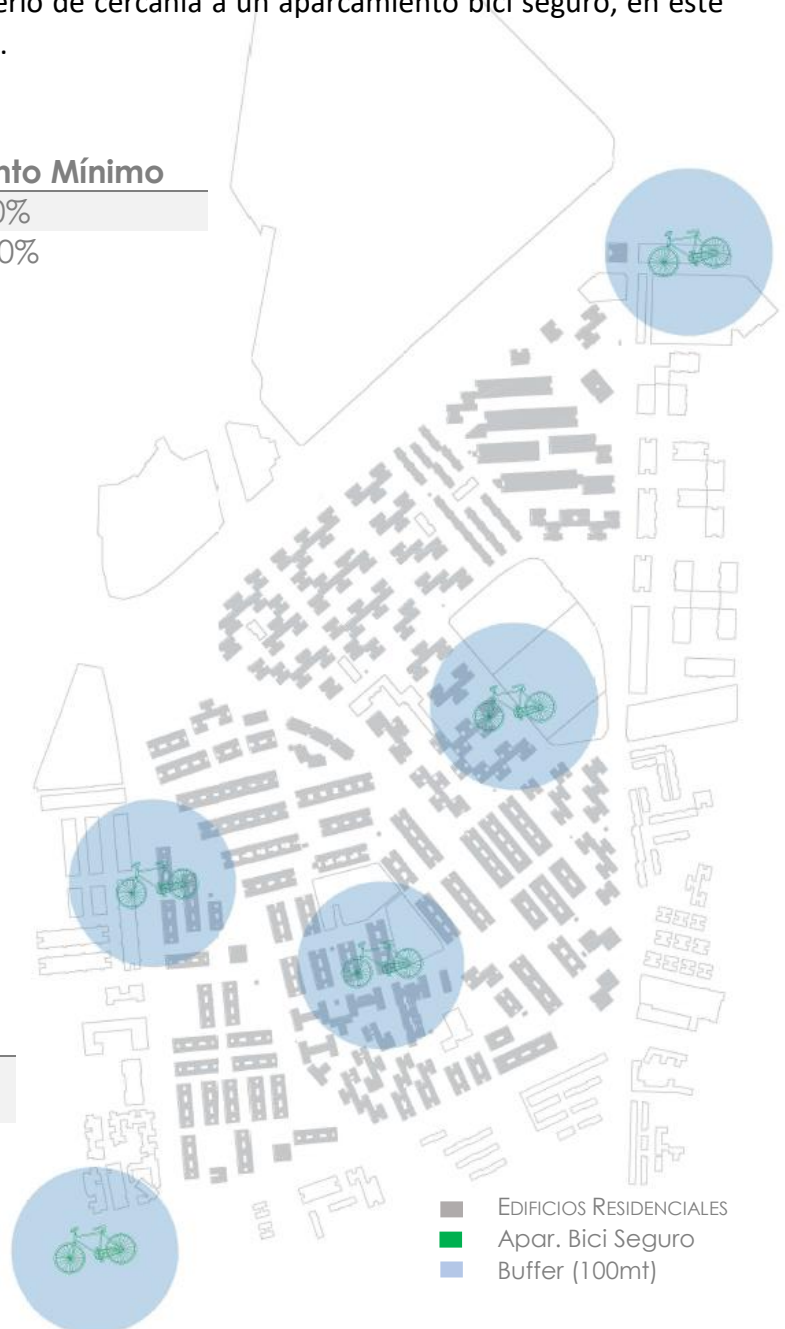 erio de cercanía a un aparcamiento bici seguro, en este
.
nto Mínimo
0%
0%
EDIFICIOS RESIDENCIALES
Apar. Bici Seguro
Buffer (100mt)